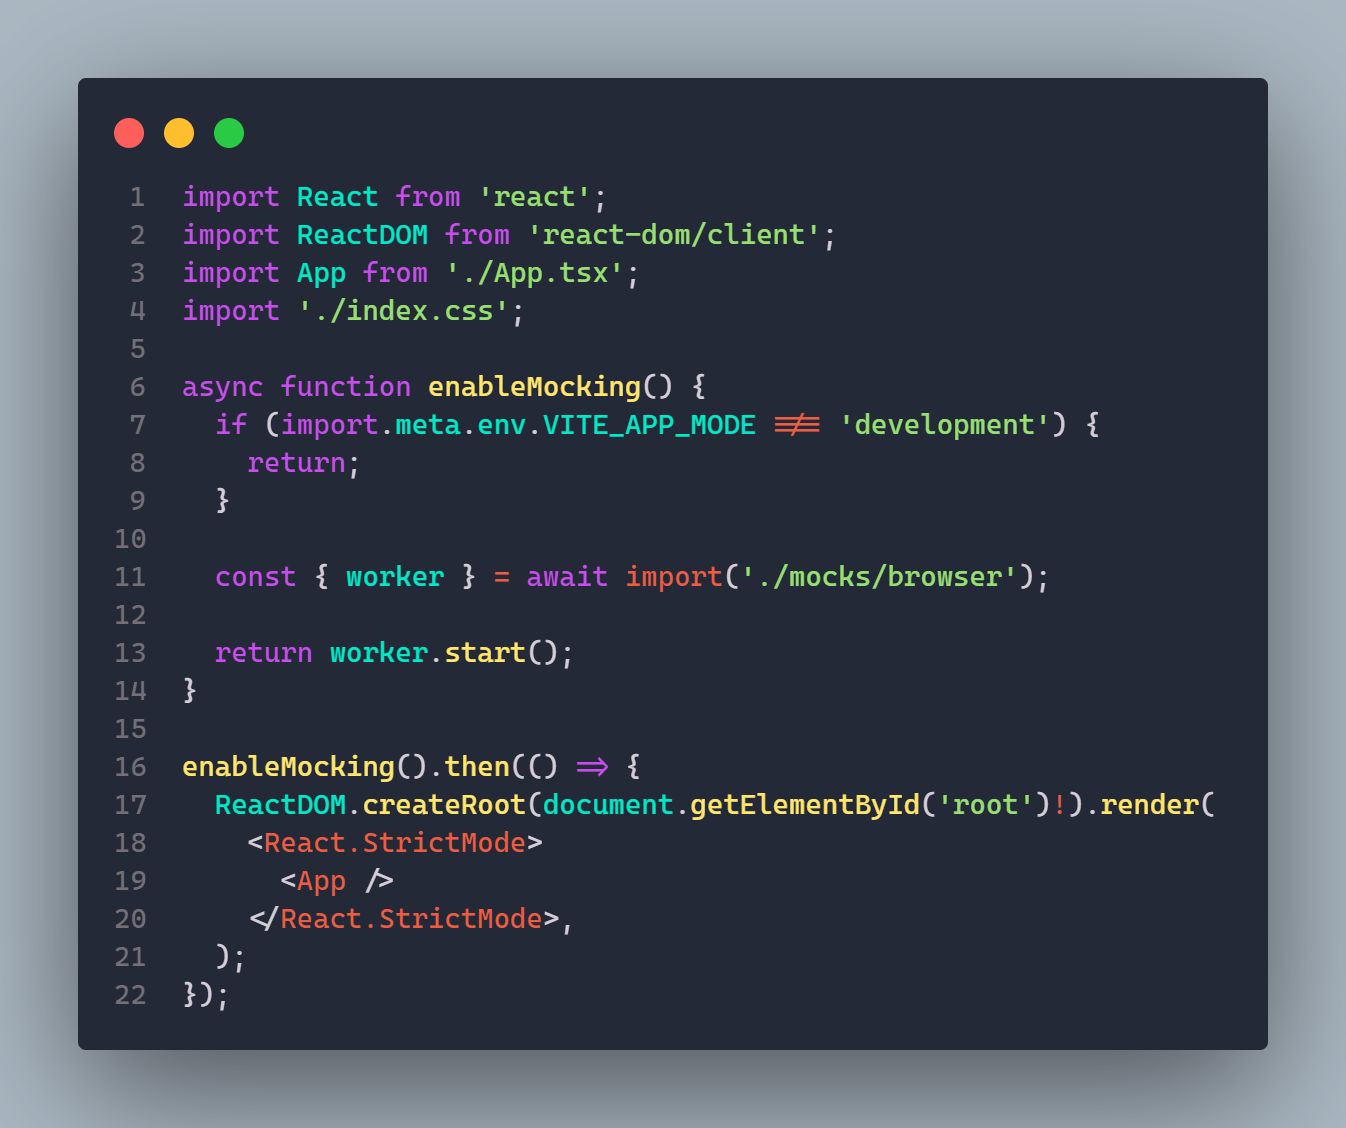 1 import React from 'react';
2 import ReactDOM from 'react-dom/client';
3 import App from './App.tsx';
4 import './index.css';
5
6 async function enableMocking() {
7   if (import.meta.env.VITE_APP_MODE !== 'development') {
8     return;
9   }
10
11   const { worker } = await import('./mocks/browser');
12
13   return worker.start();
14 }
15
16 enableMocking().then(() => {
17   ReactDOM.createRoot(document.getElementById('root')!).render(
18     <React.StrictMode>
19       <App />
20     </React.StrictMode>,
21   );
22 });